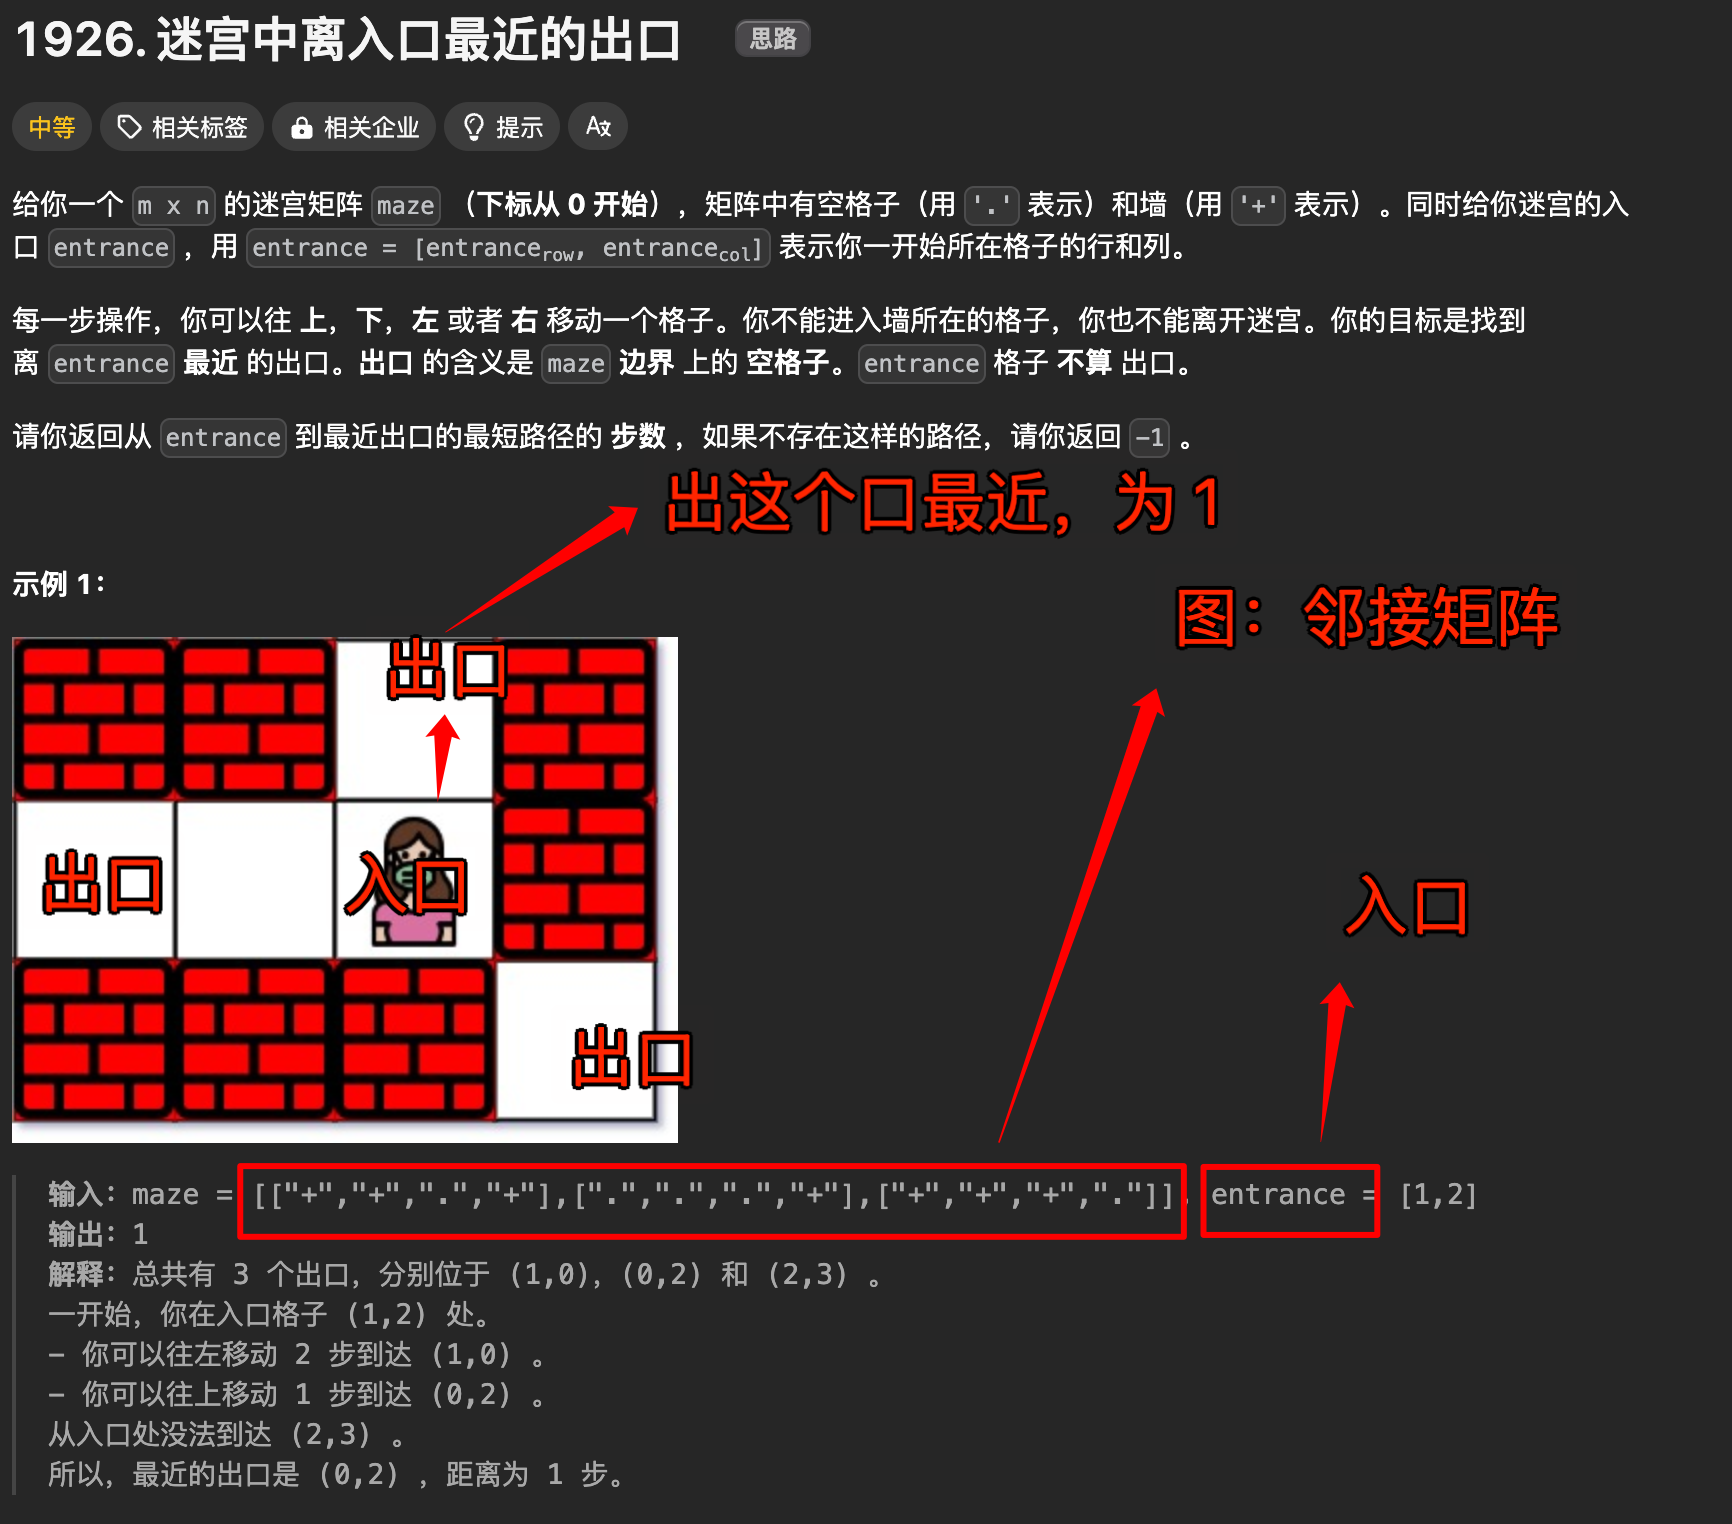 1926. 迷宫中离入口最近的出口 思路
中等 相关标签 相关企业 提示 A文
给你一个 m x n 的迷宫矩阵 maze （下标从 0 开始），矩阵中有空格子（用 '.' 表示）和墙（用 '+' 表示）。同时给你迷宫的入
口 entrance ，用 entrance = [entrancerow, entrancecol] 表示你一开始所在格子的行和列。
每一步操作，你可以往 上，下，左 或者 右 移动一个格子。你不能进入墙所在的格子，你也不能离开迷宫。你的目标是找到
离 entrance 最近 的出口。出口 的含义是 maze 边界 上的 空格子。entrance 格子 不算 出口。
请你返回从 entrance 到最近出口的最短路径的 步数 ，如果不存在这样的路径，请你返回 -1 。
出这个口最近，为 1
示例 1：
图：邻接矩阵
出口
出口
入口
入口
出口
输入：maze = [["+","+",".","+"],[".",".",".","+"],["+","+","+","."]], entrance = [1,2]
输出：1
解释：总共有 3 个出口，分别位于 (1,0)，(0,2) 和 (2,3) 。
一开始，你在入口格子 (1,2) 处。
- 你可以往左移动 2 步到达 (1,0) 。
- 你可以往上移动 1 步到达 (0,2) 。
从入口处没法到达 (2,3) 。
所以，最近的出口是 (0,2) ，距离为 1 步。